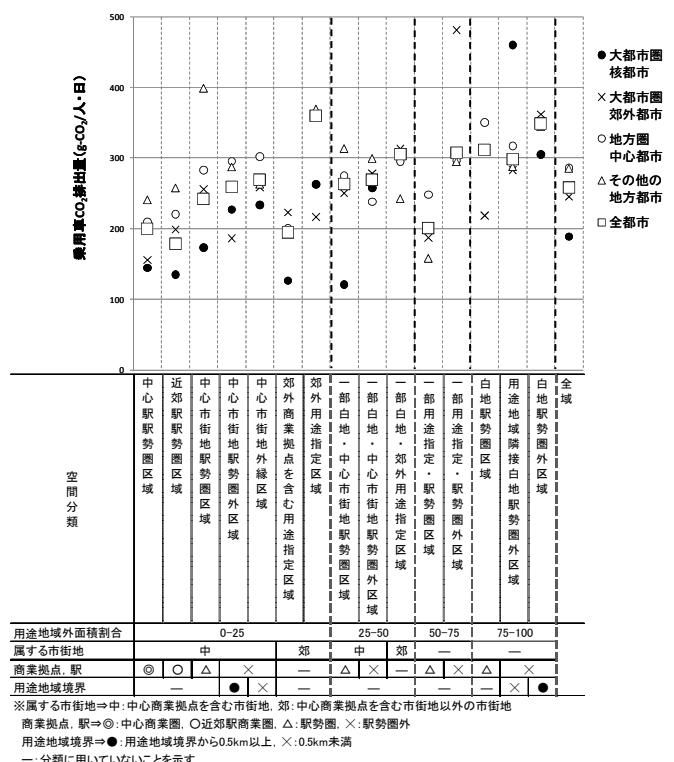 500
400
300
200
100
0
乗用車CO₂排出量(g-CO₂/人・日)
●大都市圏
核都市
×大都市圏
郊外都市
○地方圏
中心都市
△その他の
地方都市
□全都市
空間分類
中心駅駅勢圏区域
近郊駅駅勢圏区域
中心市街地駅勢圏区域
中心市街地駅勢圏外区域
中心市街地外縁区域
郊外商業拠点を含む用途指定区域
郊外用途指定区域
一部白地・中心市街地駅勢圏区域
一部白地・中心市街地駅勢圏外区域
一部白地・郊外用途指定区域
一部用途指定・駅勢圏区域
一部用途指定・駅勢圏外区域
白地駅勢圏区域
用途地域隣接白地駅勢圏外区域
白地駅勢圏外区域
全域
用途地域外面積割合 0-25 25-50 50-75 75-100
属する市街地 中 郊 中 郊 — —
商業拠点,駅 ◎ ○ △ × — △ × — △ × △ ×
用途地域境界 — ● × — — — — × ●
※属する市街地⇒中:中心商業拠点を含む市街地,郊:中心商業拠点を含む市街地以外の市街地
商業拠点,駅⇒◎:中心商業圏,○近郊駅商業圏,△:駅勢圏,×:駅勢圏外
用途地域境界⇒●:用途地域境界から0.5km以上,×:0.5km未満
—:分類に用いていないことを示す